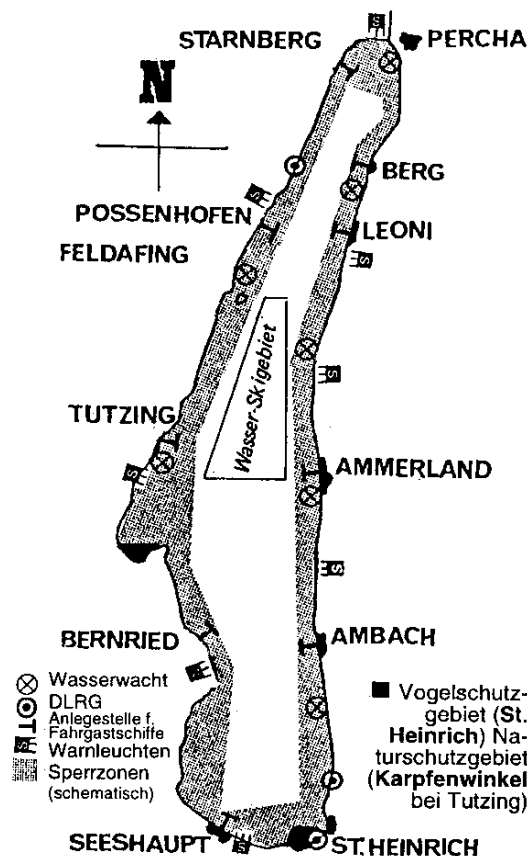 STARNBERG
PERCHA
N
BERG
POSSENHOFEN
LEONI
FELDAFING
Wasser-Skigebiet
TUTZING
AMMERLAND
BERNRIED
AMBACH
Wasserwacht
DLRG
Anlegestelle f.
Fahrgastschiffe
Warnleuchten
Sperrzonen
(schematisch)
Vogelschutz-
gebiet (St.
Heinrich) Na-
turschutzgebiet
(Karpfenwinkel
bei Tutzing)
SEESHAUPT
ST.HEINRICH